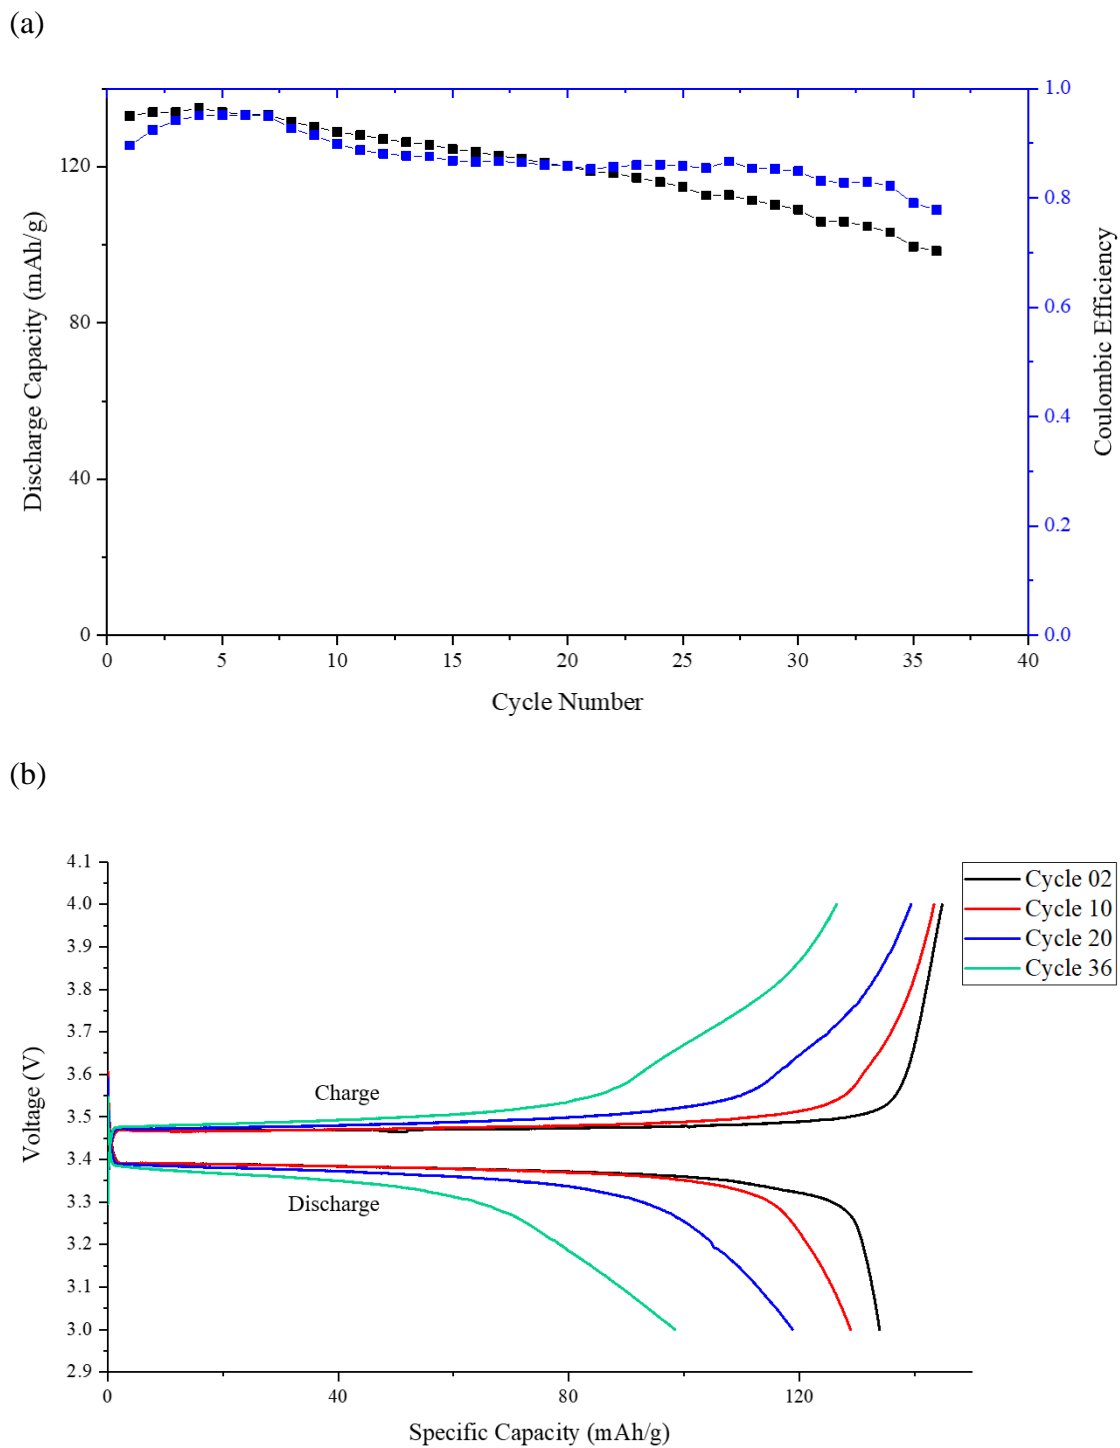 (a)
1.0
120
0.8
80
0.6
0.4
40
0.2
0
0.0
0 5 10 15 20 25 30 35 40
Discharge Capacity (mAh/g)
Coulombic Efficiency
Cycle Number
(b)
4.1
4.0
3.9
3.8
3.7
3.6
3.5
3.4
3.3
3.2
3.1
3.0
2.9
Voltage (V)
Cycle 02
Cycle 10
Cycle 20
Cycle 36
Charge
Discharge
0 40 80 120
Specific Capacity (mAh/g)